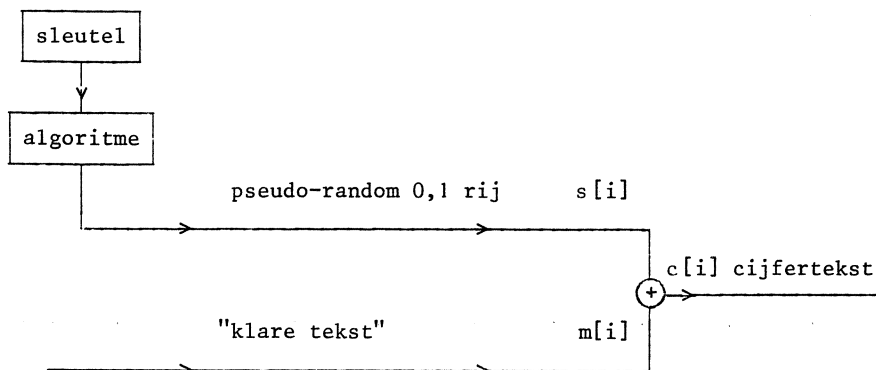 sleutel
algoritme
pseudo-random 0,1 rij s[i]
c[i] cijfertekst
+
"klare tekst" m[i]